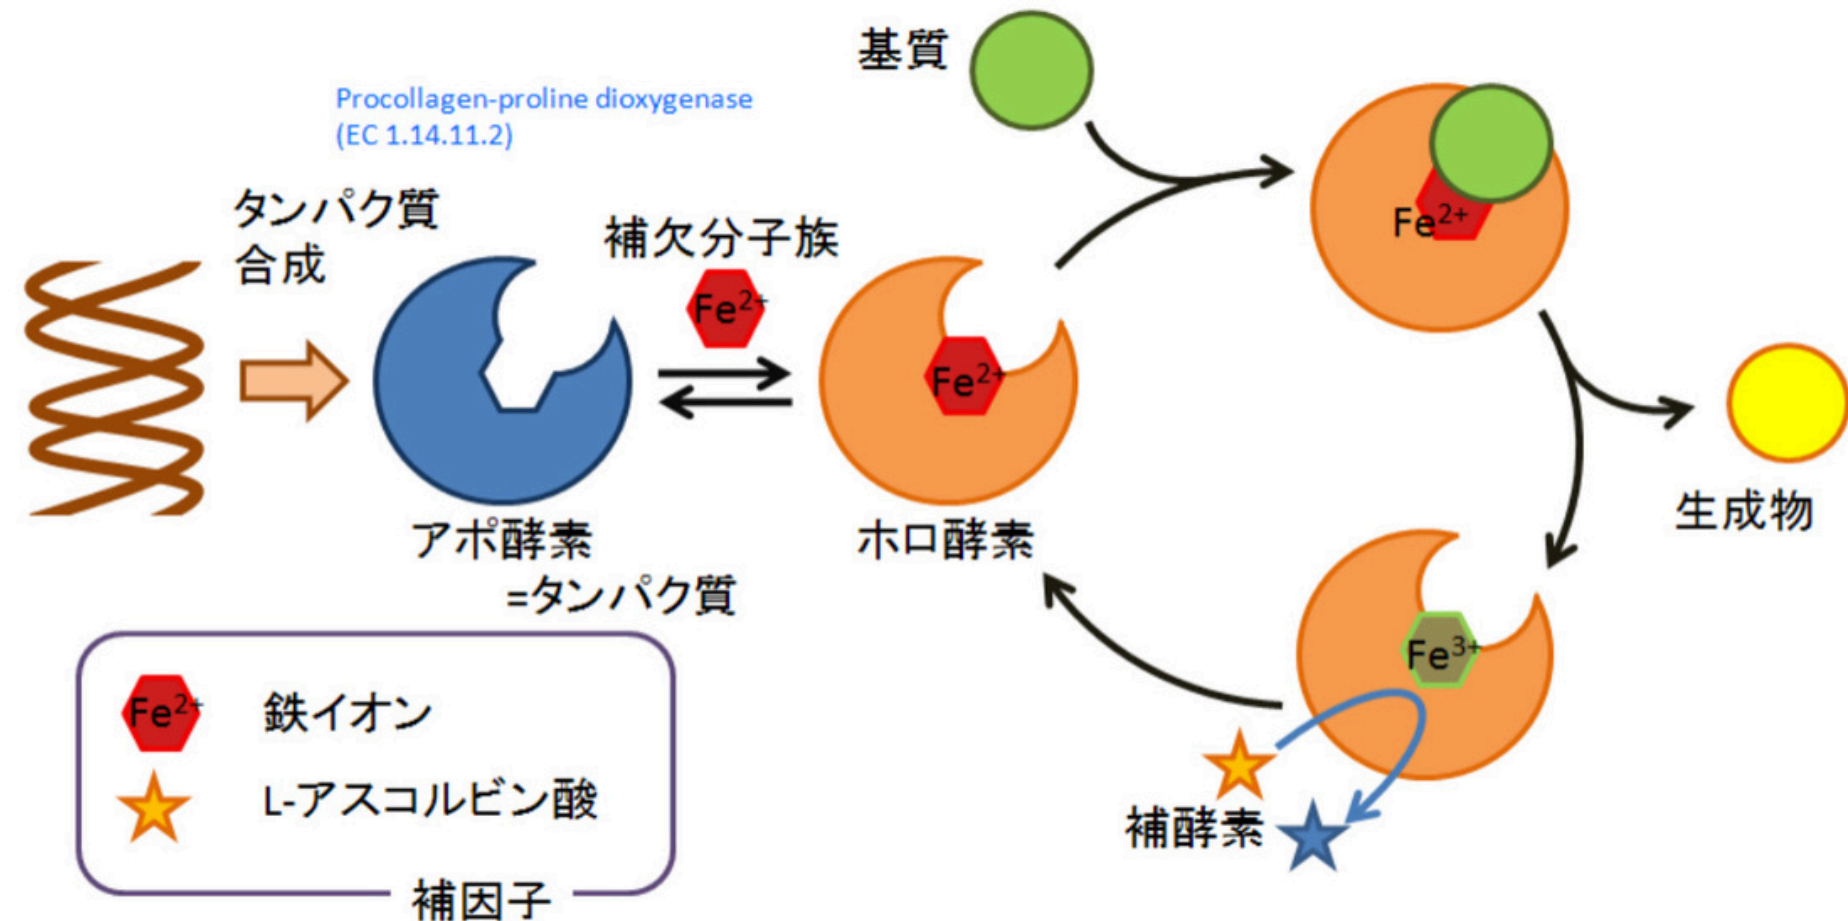 基質
Procollagen-proline dioxygenase
(EC 1.14.11.2)
タンパク質
合成
補欠分子族
Fe2+
Fe2+
Fe2+
アポ酵素
=タンパク質
ホロ酵素
生成物
Fe3+
補酵素
Fe2+ 鉄イオン
L-アスコルビン酸
補因子